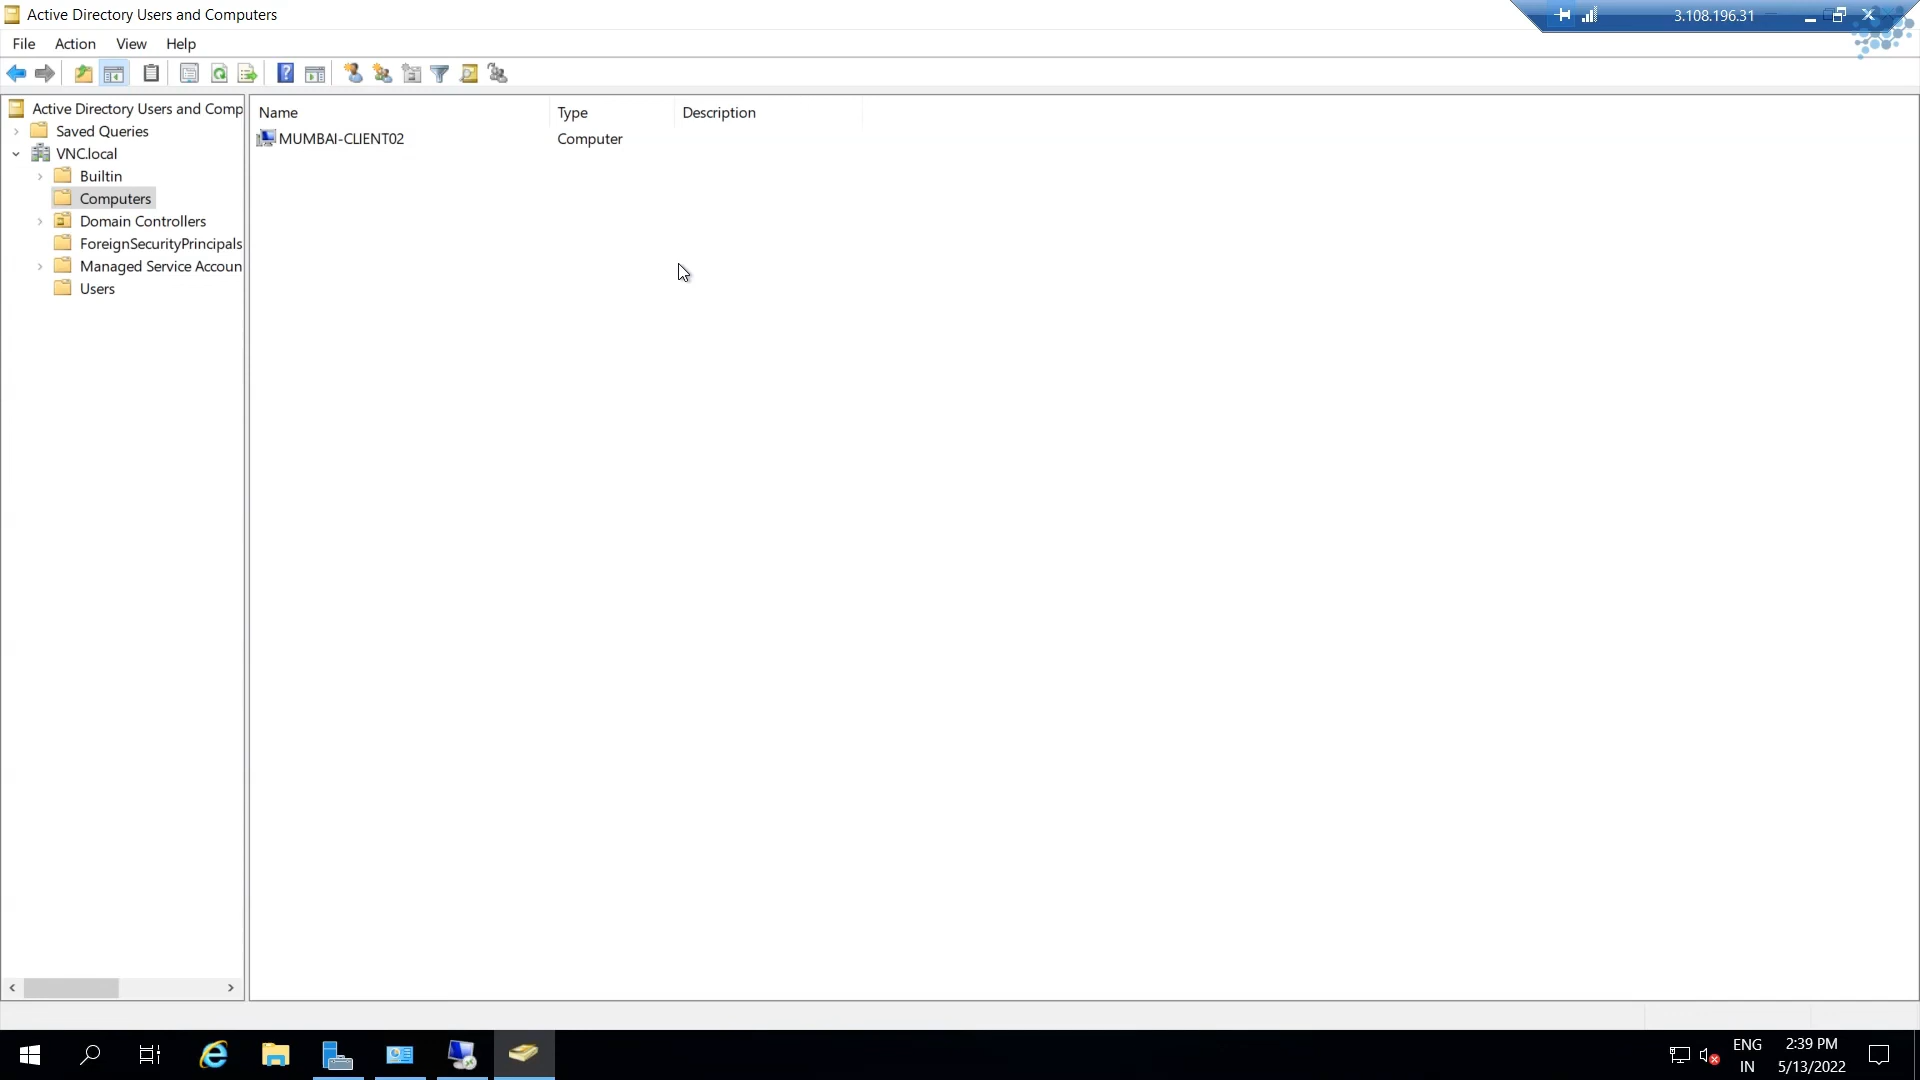 Active Directory Users and Computers
3.108.196.31
File Action View Help
Active Directory Users and Comp
Saved Queries
VNC.local
Builtin
Computers
Domain Controllers
ForeignSecurityPrincipals
Managed Service Accoun
Users
Name Type Description
MUMBAI-CLIENT02 Computer
ENG
IN
2:39 PM
5/13/2022